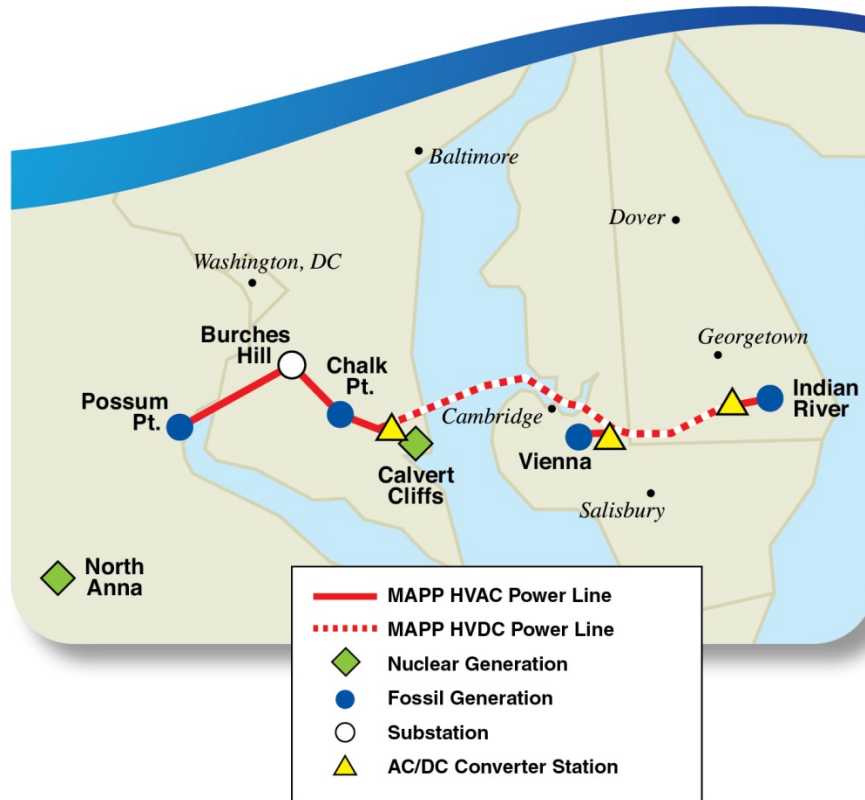 Baltimore
Dover
Washington, DC
Burches
Hill
Chalk
Pt.
Georgetown
Possum
Pt.
Indian
River
Cambridge
Vienna
Calvert
Cliffs
Salisbury
North
Anna
MAPP HVAC Power Line
MAPP HVDC Power Line
Nuclear Generation
Fossil Generation
Substation
AC/DC Converter Station